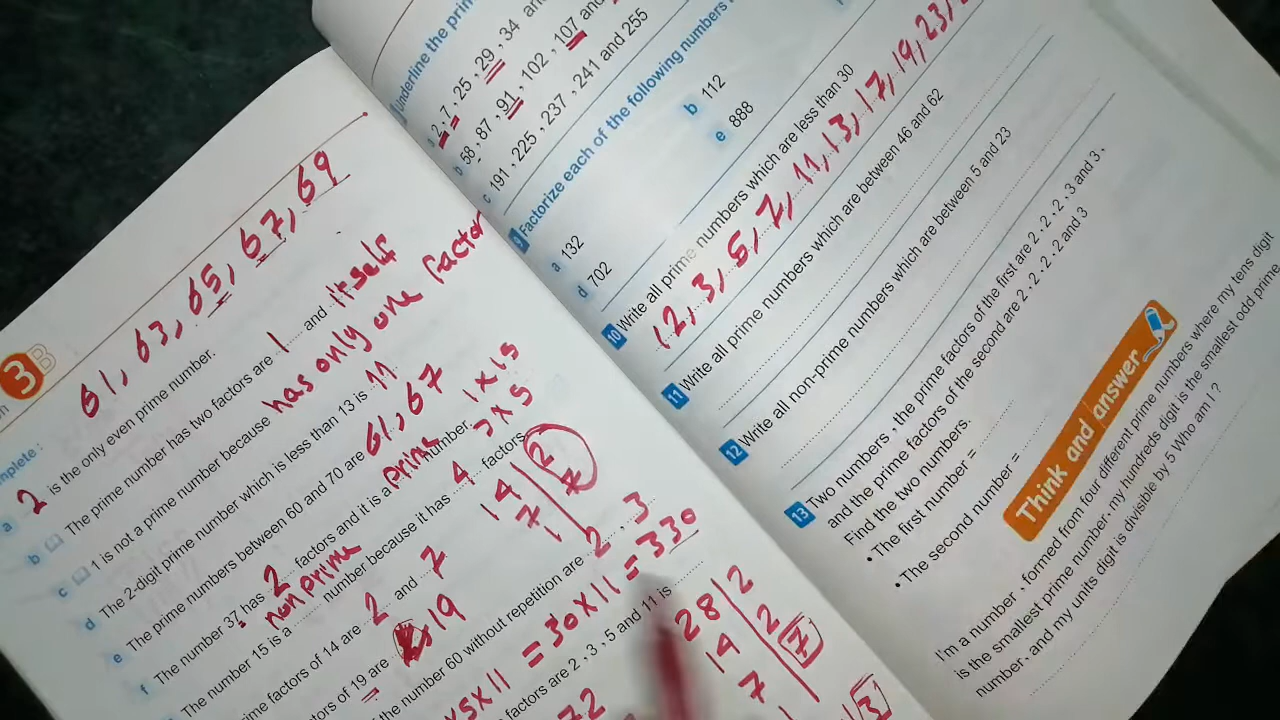 3B
61, 63, 65, 67, 69
a 2 is the only even prime number.
b The prime number has two factors are 1 and itself
c 1 is not a prime number because has only one factor
d The 2-digit prime number which is less than 13 is 11
e The prime numbers between 60 and 70 are 61, 67
f The number 37 has 2 factors and it is a prime number.
The number 15 is a non prime number because it has 4 factors
1 x 15
3 x 5
factors of 14 are 2 and 7
14 2
7 7
1
of 19 are 19
the number 60 without repetition are 2 3
= 30 x 11 = 330
factors are 2, 3, 5 and 11 is
28 2
14 2
7 7
Underline the
a 2, 7, 25, 29, 34
b 58, 87, 91, 102, 107 and
c 191, 225, 237, 241 and 255
9 Factorize each of the following numbers
a 132
b 112
d 702
e 888
10 Write all prime numbers which are less than 30
2, 3, 5, 7, 11, 13, 17, 19, 23,
11 Write all prime numbers which are between 46 and 62
12 Write all non-prime numbers which are between 5 and 23
13 Two numbers, the prime factors of the first are 2, 2, 2, 3 and 3,
and the prime factors of the second are 2, 2, 2 and 3
Find the two numbers.
• The first number =
• The second number =
Think and answer
I'm a number, formed from four different prime numbers where my tens digit
is the smallest prime number, my hundreds digit is the smallest odd prime
number, and my units digit is divisible by 5 Who am I ?